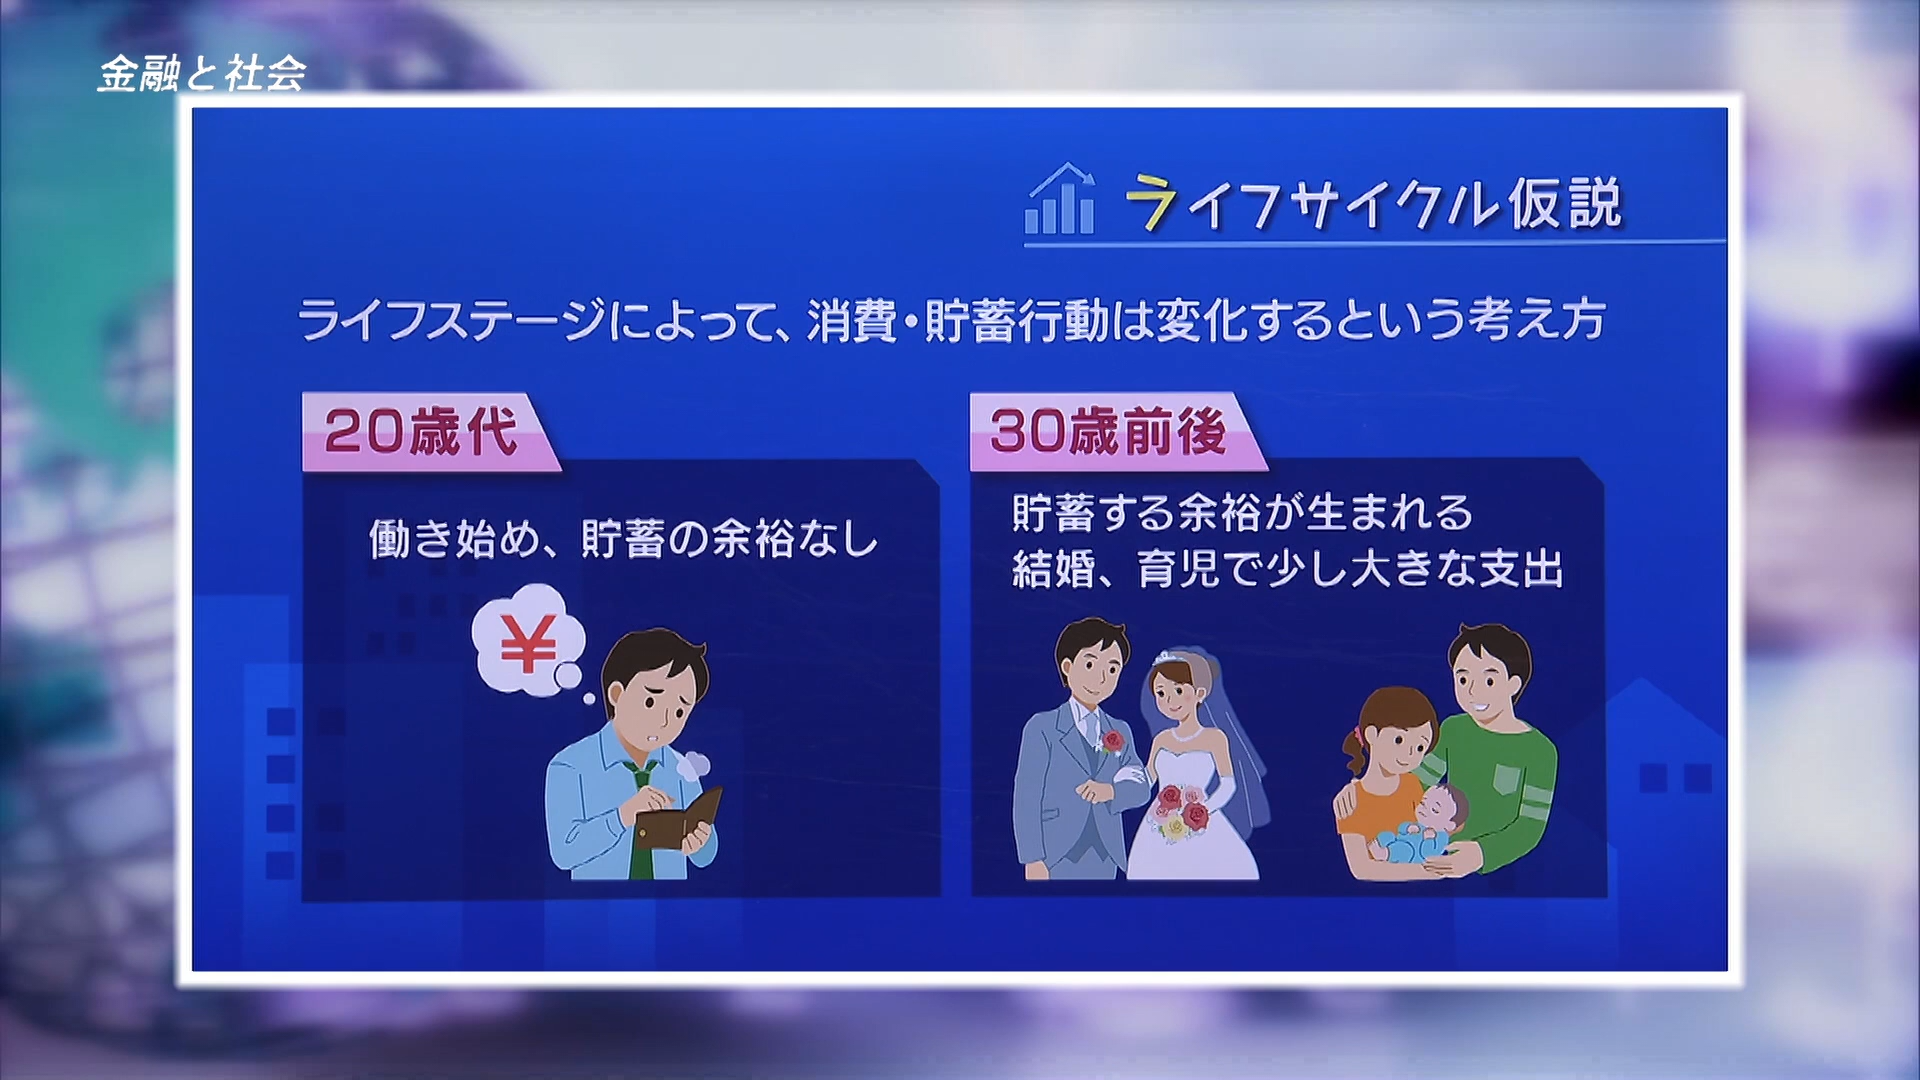 金融と社会
ライフサイクル仮説
ライフステージによって、消費・貯蓄行動は変化するという考え方
20歳代
働き始め、貯蓄の余裕なし
¥
30歳前後
貯蓄する余裕が生まれる
結婚、育児で少し大きな支出